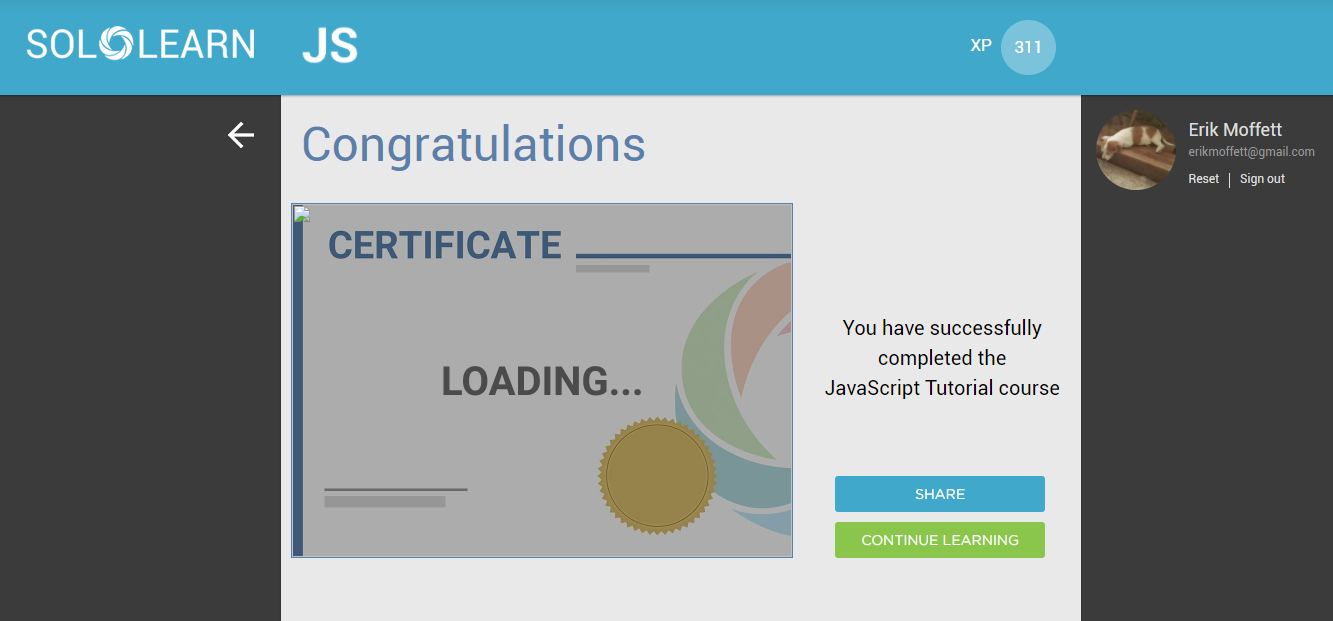 SOLOLEARN JS XP 311
Congratulations
Erik Moffett
erikmoffett@gmail.com
Reset | Sign out
CERTIFICATE
LOADING...
You have successfully
completed the
JavaScript Tutorial course
SHARE
CONTINUE LEARNING